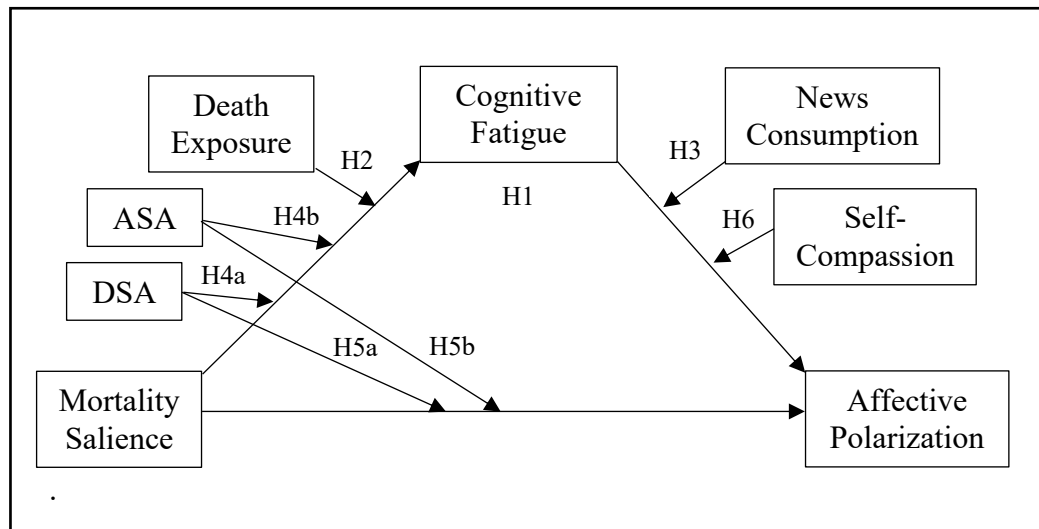 Death
Exposure
Cognitive
Fatigue
News
Consumption
H2
H3
H1
ASA
H4b
H6
Self-
Compassion
DSA
H4a
H5a
H5b
Mortality
Salience
Affective
Polarization
.